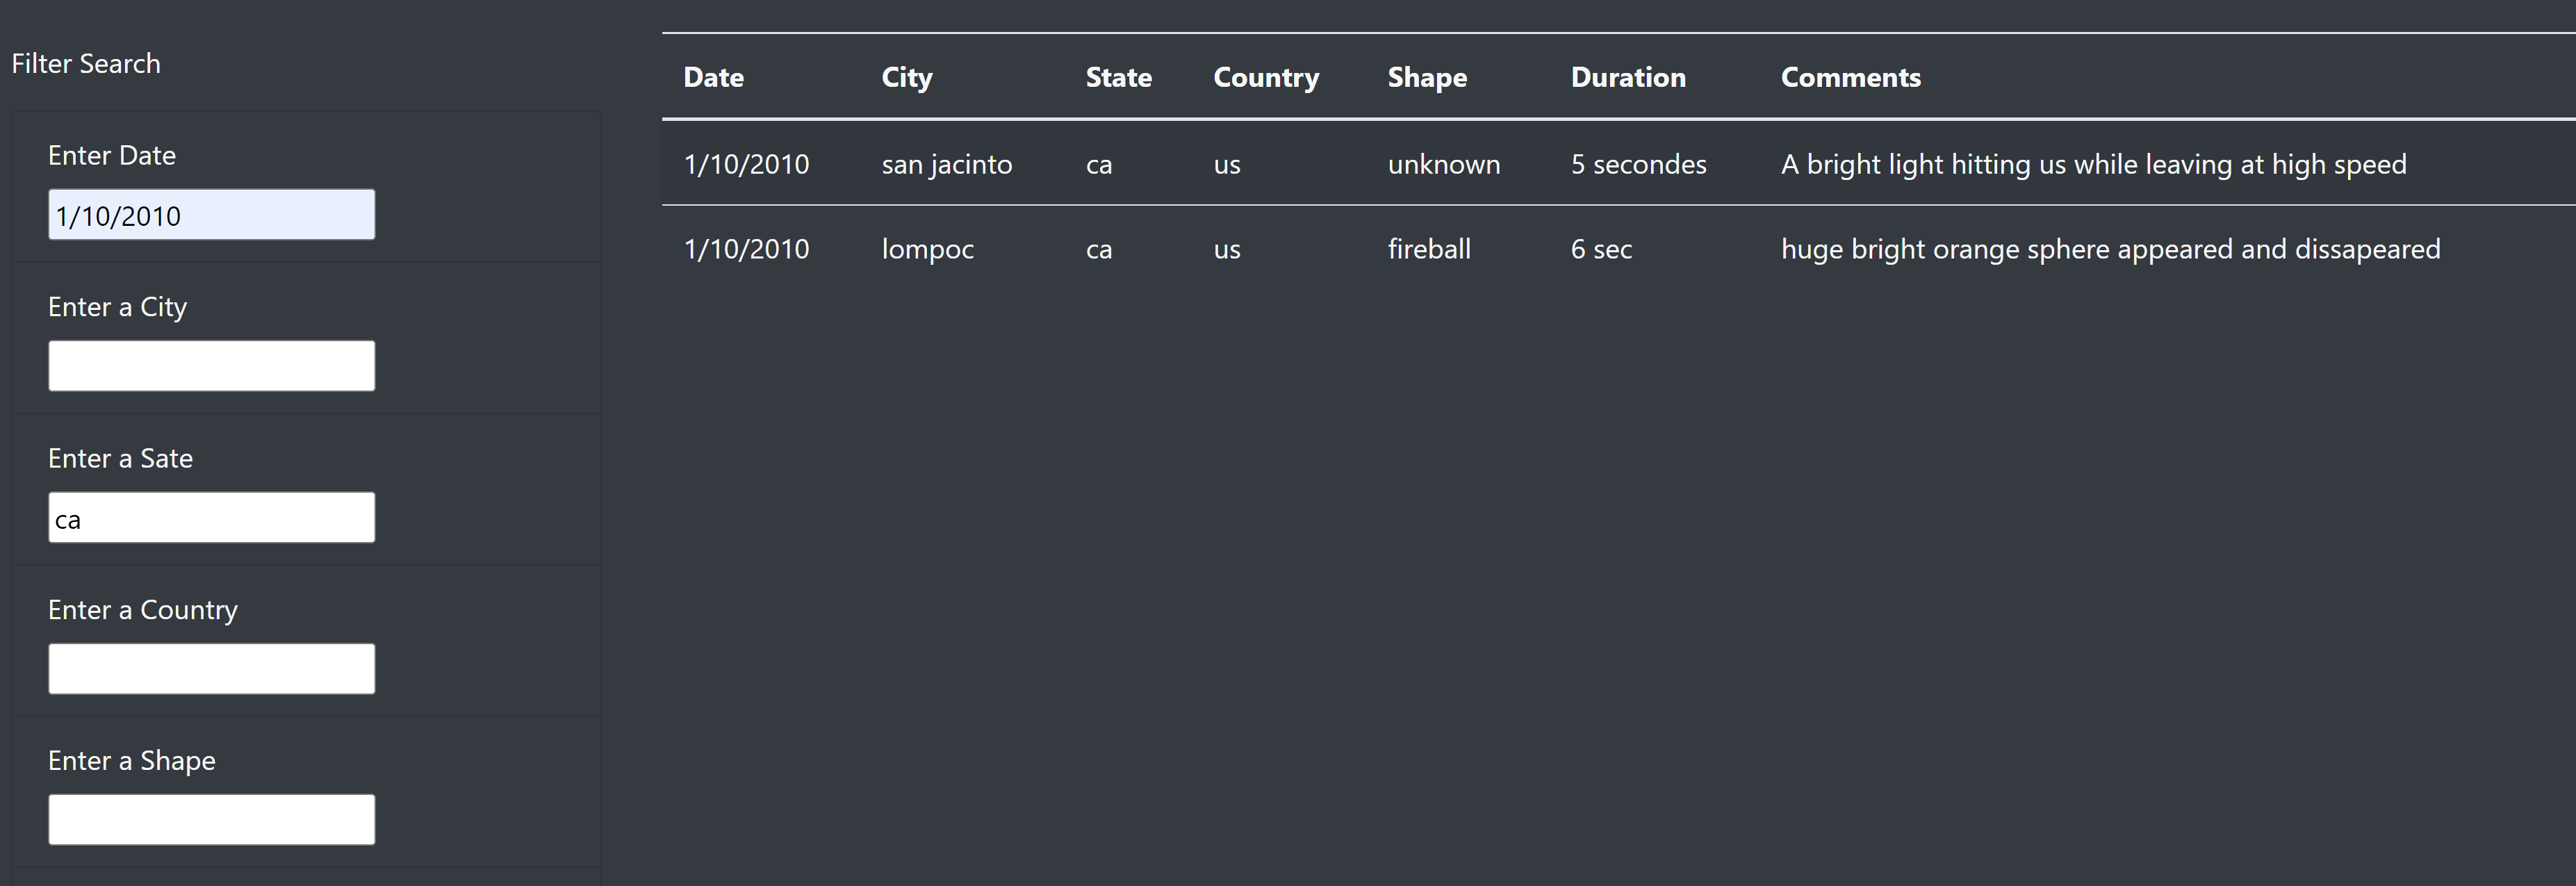 Filter Search
Enter Date
1/10/2010
Enter a City
Enter a Sate
ca
Enter a Country
Enter a Shape
Date City State Country Shape Duration Comments
1/10/2010 san jacinto ca us unknown 5 secondes A bright light hitting us while leaving at high speed
1/10/2010 lompoc ca us fireball 6 sec huge bright orange sphere appeared and dissapeared